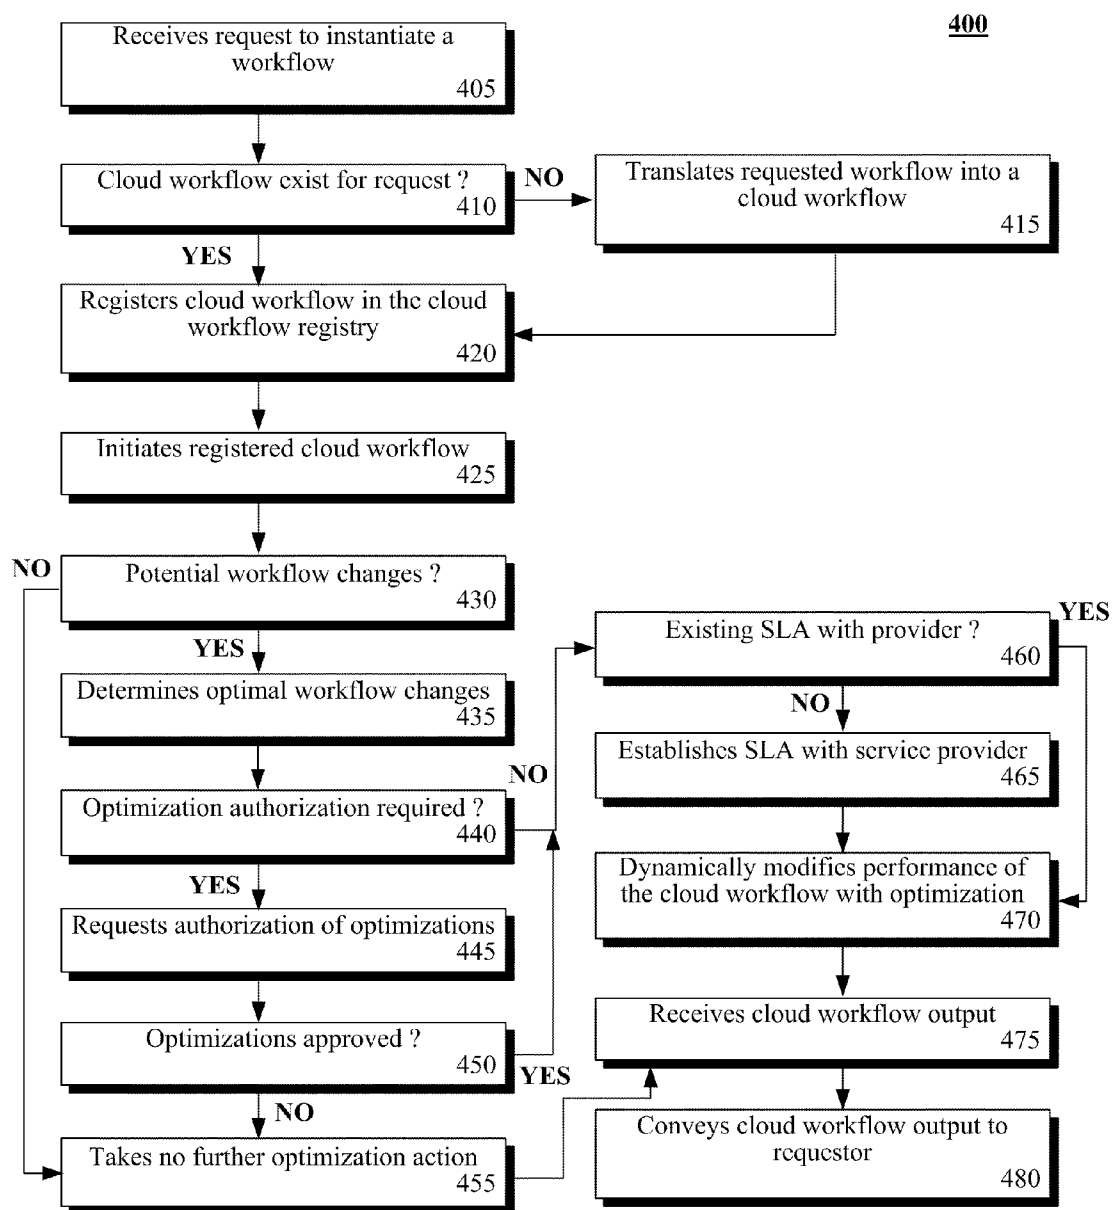 400
Receives request to instantiate a
workflow
405
Cloud workflow exist for request ?
410
NO
Translates requested workflow into a
cloud workflow
415
YES
Registers cloud workflow in the cloud
workflow registry
420
Initiates registered cloud workflow
425
NO
Potential workflow changes ?
430
YES
Determines optimal workflow changes
435
NO
Optimization authorization required ?
440
YES
Requests authorization of optimizations
445
Optimizations approved ?
450
YES
NO
Takes no further optimization action
455
Existing SLA with provider ?
460
YES
NO
Establishes SLA with service provider
465
Dynamically modifies performance of
the cloud workflow with optimization
470
Receives cloud workflow output
475
Conveys cloud workflow output to
requestor
480